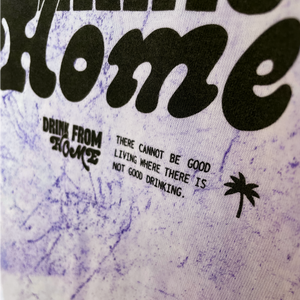 Home
DRINK FROM
HOME
THERE CANNOT BE GOOD
LIVING WHERE THERE IS
NOT GOOD DRINKING.